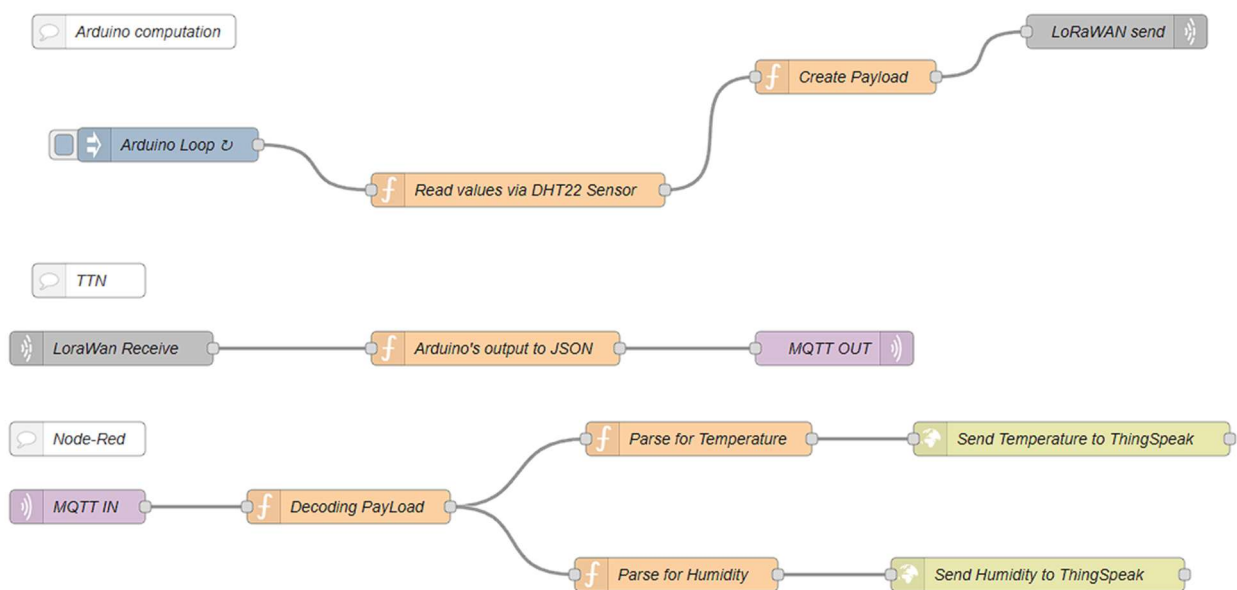 Arduino computation
LoRaWAN send
Create Payload
Arduino Loop ↻
Read values via DHT22 Sensor
TTN
LoraWan Receive
Arduino's output to JSON
MQTT OUT
Node-Red
Parse for Temperature
Send Temperature to ThingSpeak
MQTT IN
Decoding PayLoad
Parse for Humidity
Send Humidity to ThingSpeak